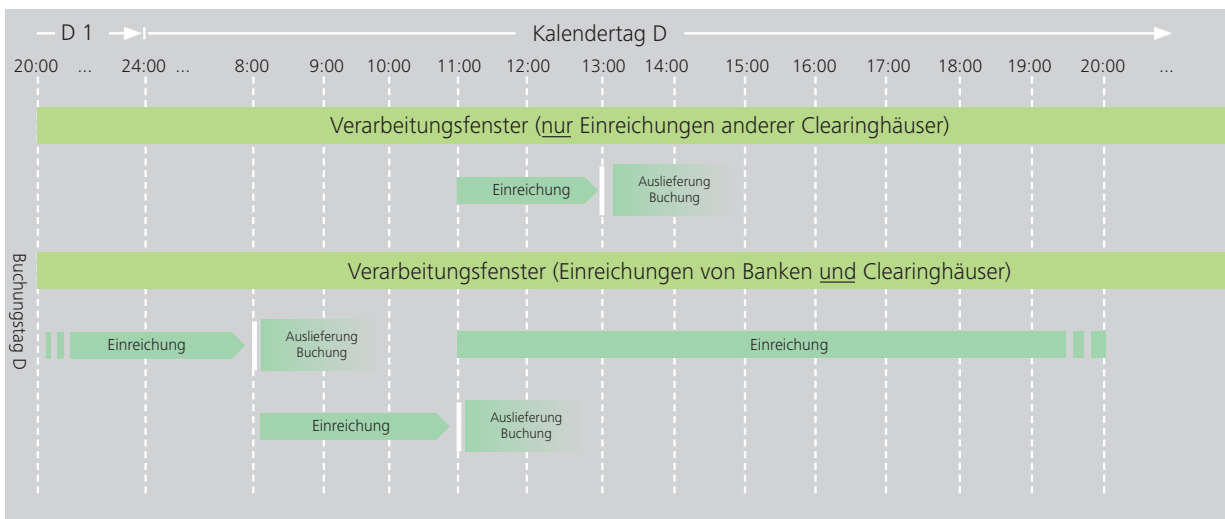 D 1 Kalendertag D
20:00 ... 24:00 ... 8:00 9:00 10:00 11:00 12:00 13:00 14:00 15:00 16:00 17:00 18:00 19:00 20:00 ...
Verarbeitungsfenster (nur Einreichungen anderer Clearinghäuser)
Einreichung
Auslieferung
Buchung
Buchungstag D
Verarbeitungsfenster (Einreichungen von Banken und Clearinghäuser)
Einreichung
Auslieferung
Buchung
Einreichung
Einreichung
Auslieferung
Buchung